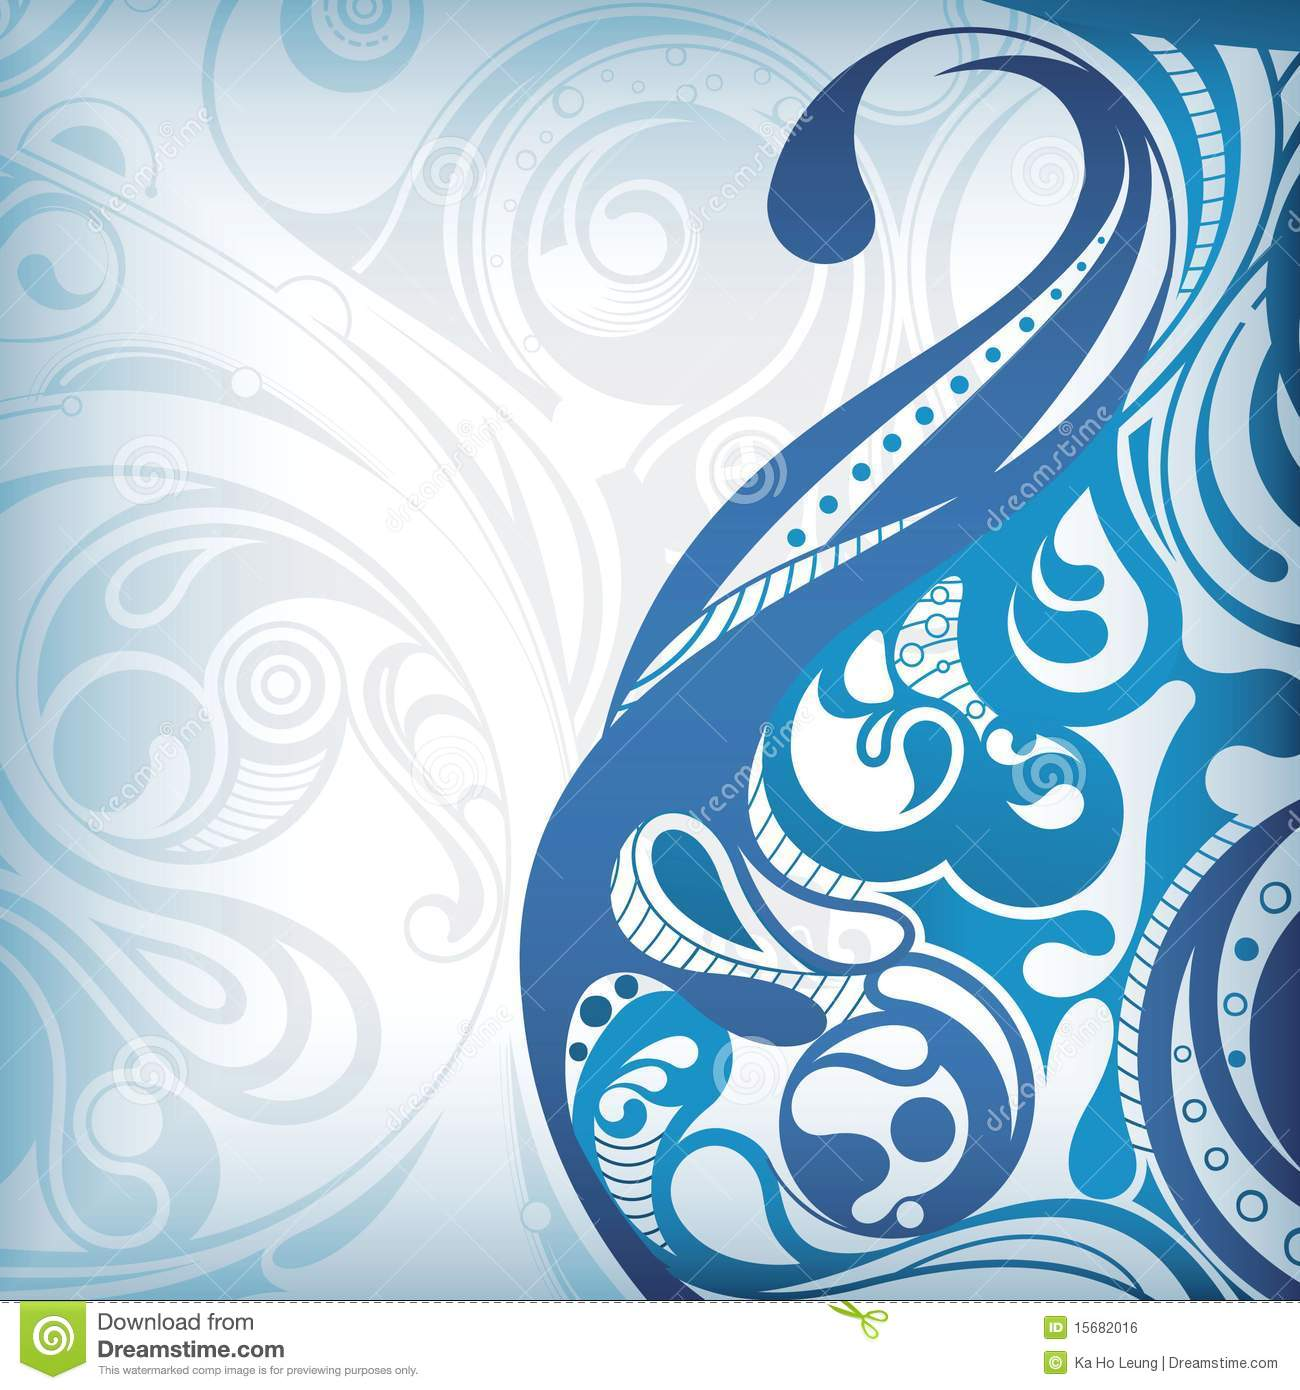 Download from
Dreamstime.com
This watermarked comp image is for previewing purposes only.
ID 15682016
© Ka Ho Leung | Dreamstime.com
dreamstime